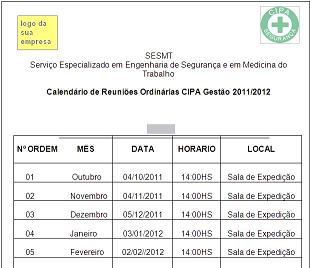 logo da
sua
empresa
CIPA
SEGURANÇA
SESMT
Serviço Especializado em Engenharia de Segurança e em Medicina do
Trabalho
Calendário de Reuniões Ordinárias CIPA Gestão 2011/2012
Nº ORDEM MES DATA HORARIO LOCAL
01 Outubro 04/10/2011 14:00HS Sala de Expedição
02 Novembro 04/11/2011 14:00HS Sala de Expedição
03 Dezembro 05/12/2011 14:00HS Sala de Expedição
04 Janeiro 03/01/2012 14:00HS Sala de Expedição
05 Fevereiro 02/02//2012 14:00HS Sala de Expedição